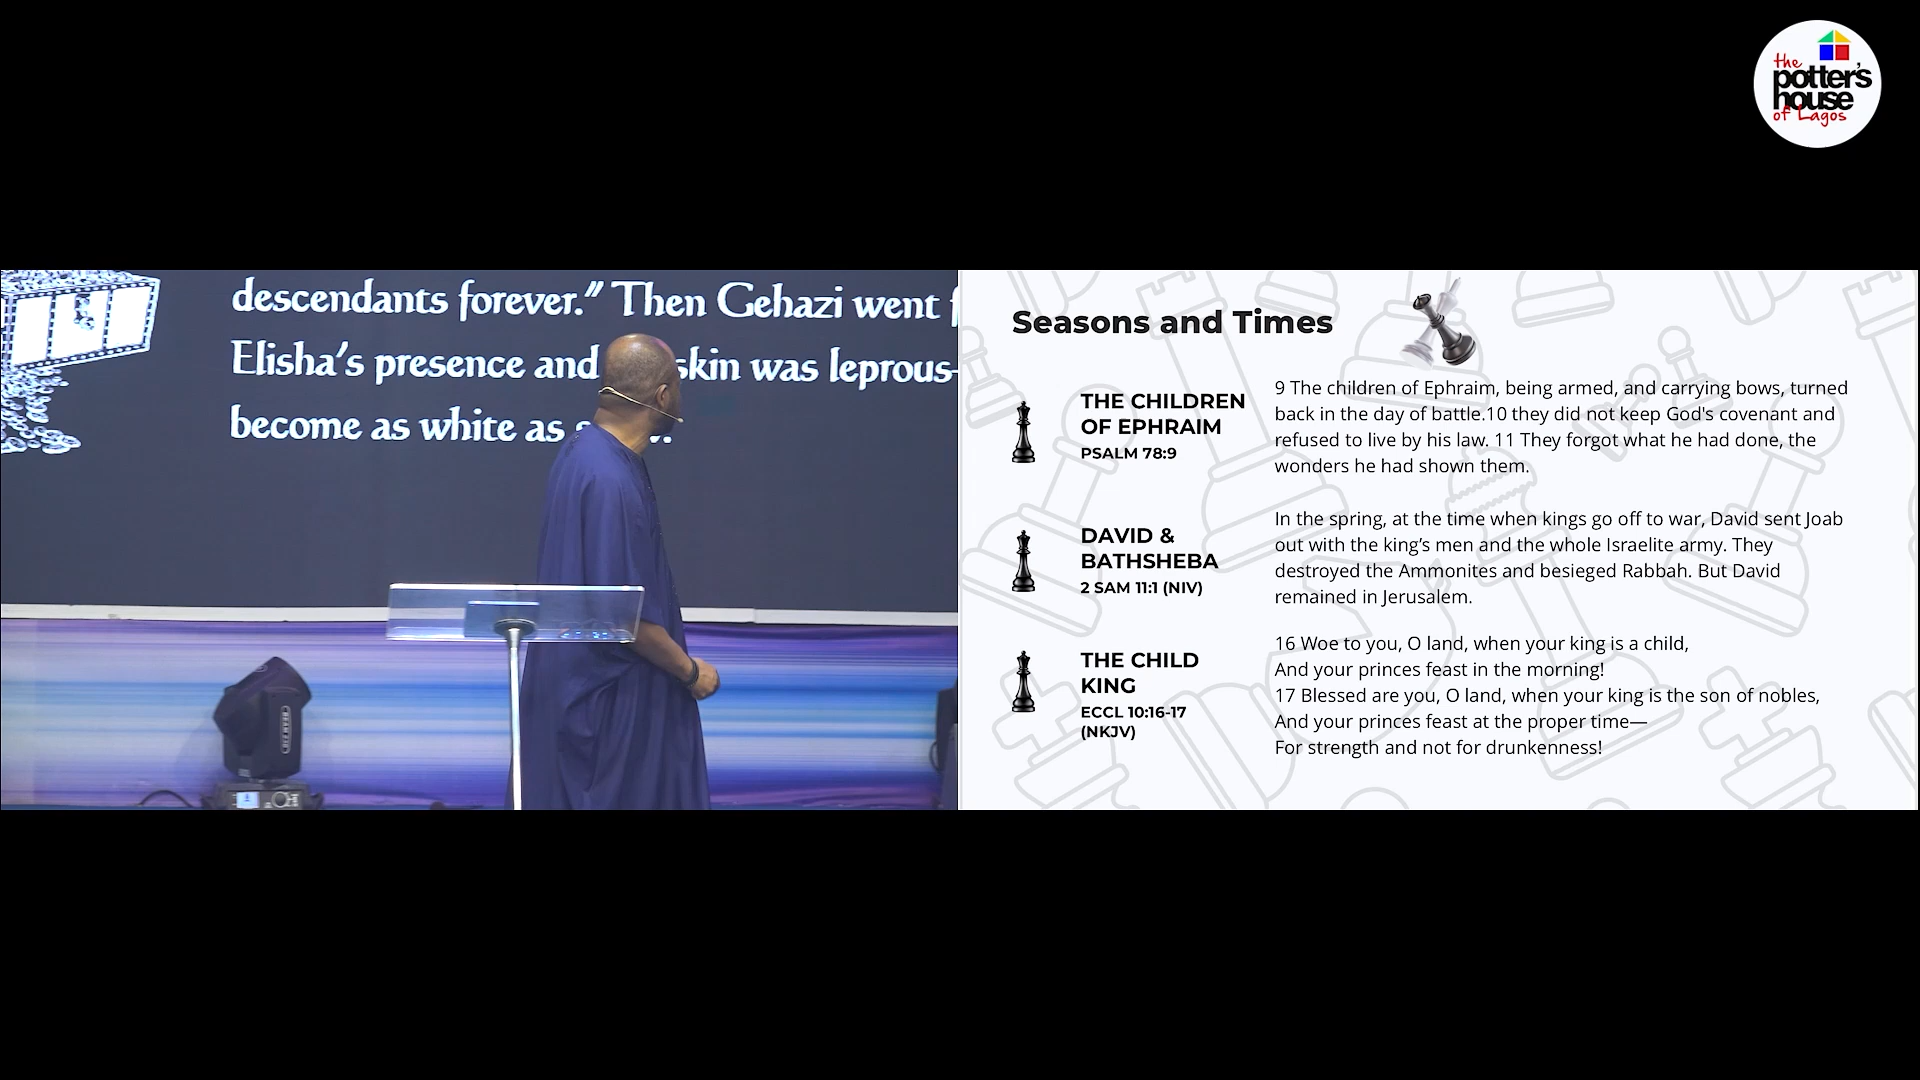 the
potter's
house
of Lagos
descendants forever." Then Gehazi went
Elisha's presence and skin was leprous-
become as white as
Seasons and Times
THE CHILDREN
OF EPHRAIM
PSALM 78:9
9 The children of Ephraim, being armed, and carrying bows, turned
back in the day of battle.10 they did not keep God's covenant and
refused to live by his law. 11 They forgot what he had done, the
wonders he had shown them.
DAVID &
BATHSHEBA
2 SAM 11:1 (NIV)
In the spring, at the time when kings go off to war, David sent Joab
out with the king's men and the whole Israelite army. They
destroyed the Ammonites and besieged Rabbah. But David
remained in Jerusalem.
THE CHILD
KING
ECCL 10:16-17
(NKJV)
16 Woe to you, O land, when your king is a child,
And your princes feast in the morning!
17 Blessed are you, O land, when your king is the son of nobles,
And your princes feast at the proper time—
For strength and not for drunkenness!